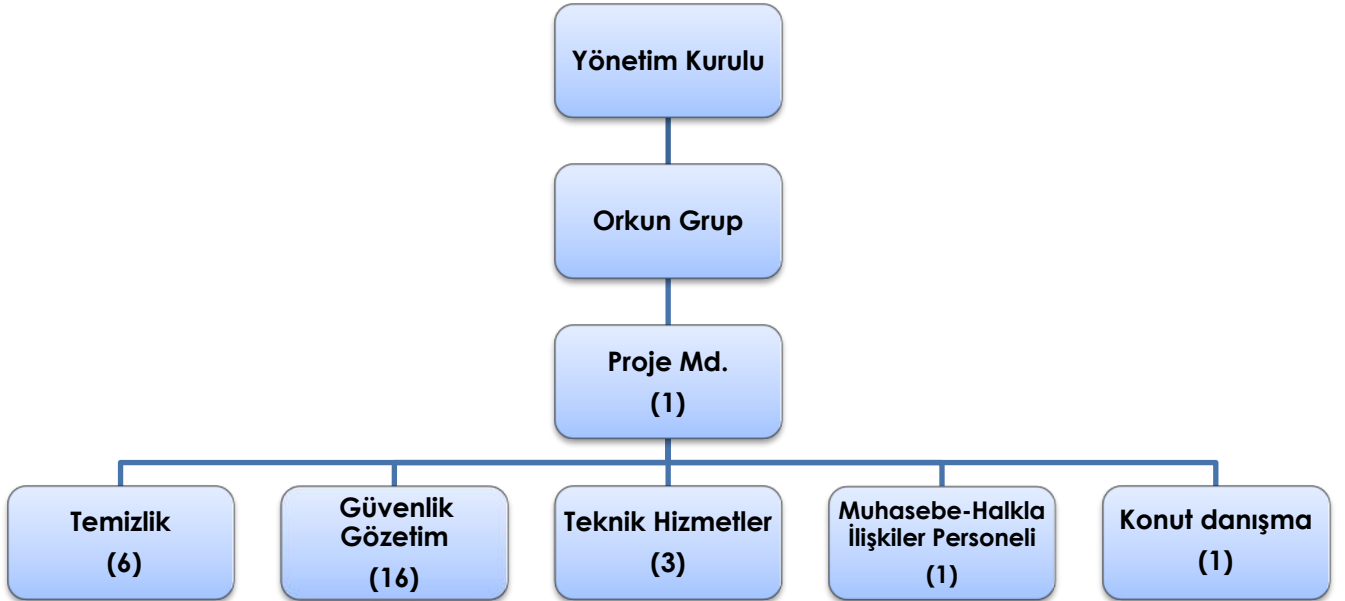 Yönetim Kurulu
Orkun Grup
Proje Md.
(1)
Temizlik
(6)
Güvenlik
Gözetim
(16)
Teknik Hizmetler
(3)
Muhasebe-Halkla
İlişkiler Personeli
(1)
Konut danışma
(1)